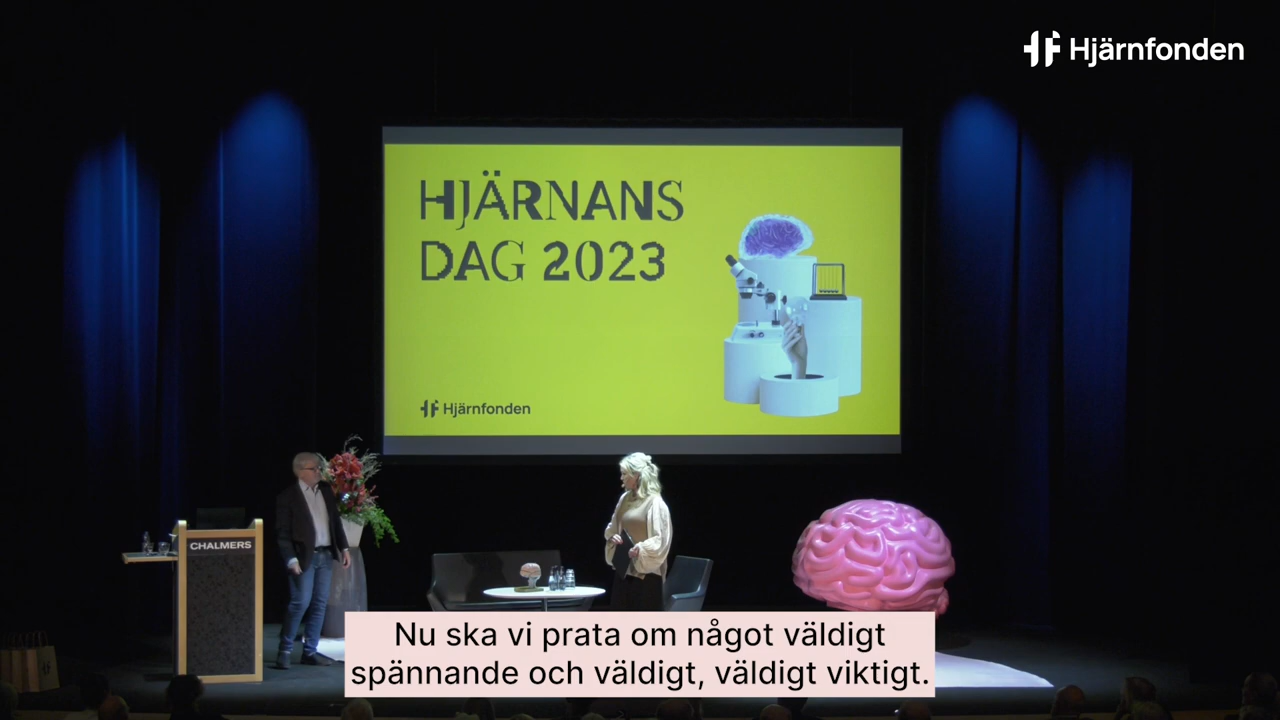 Hjärnfonden
HJÄRNANS
DAG 2023
Hjärnfonden
CHALMERS
Nu ska vi prata om något väldigt
spännande och väldigt, väldigt viktigt.